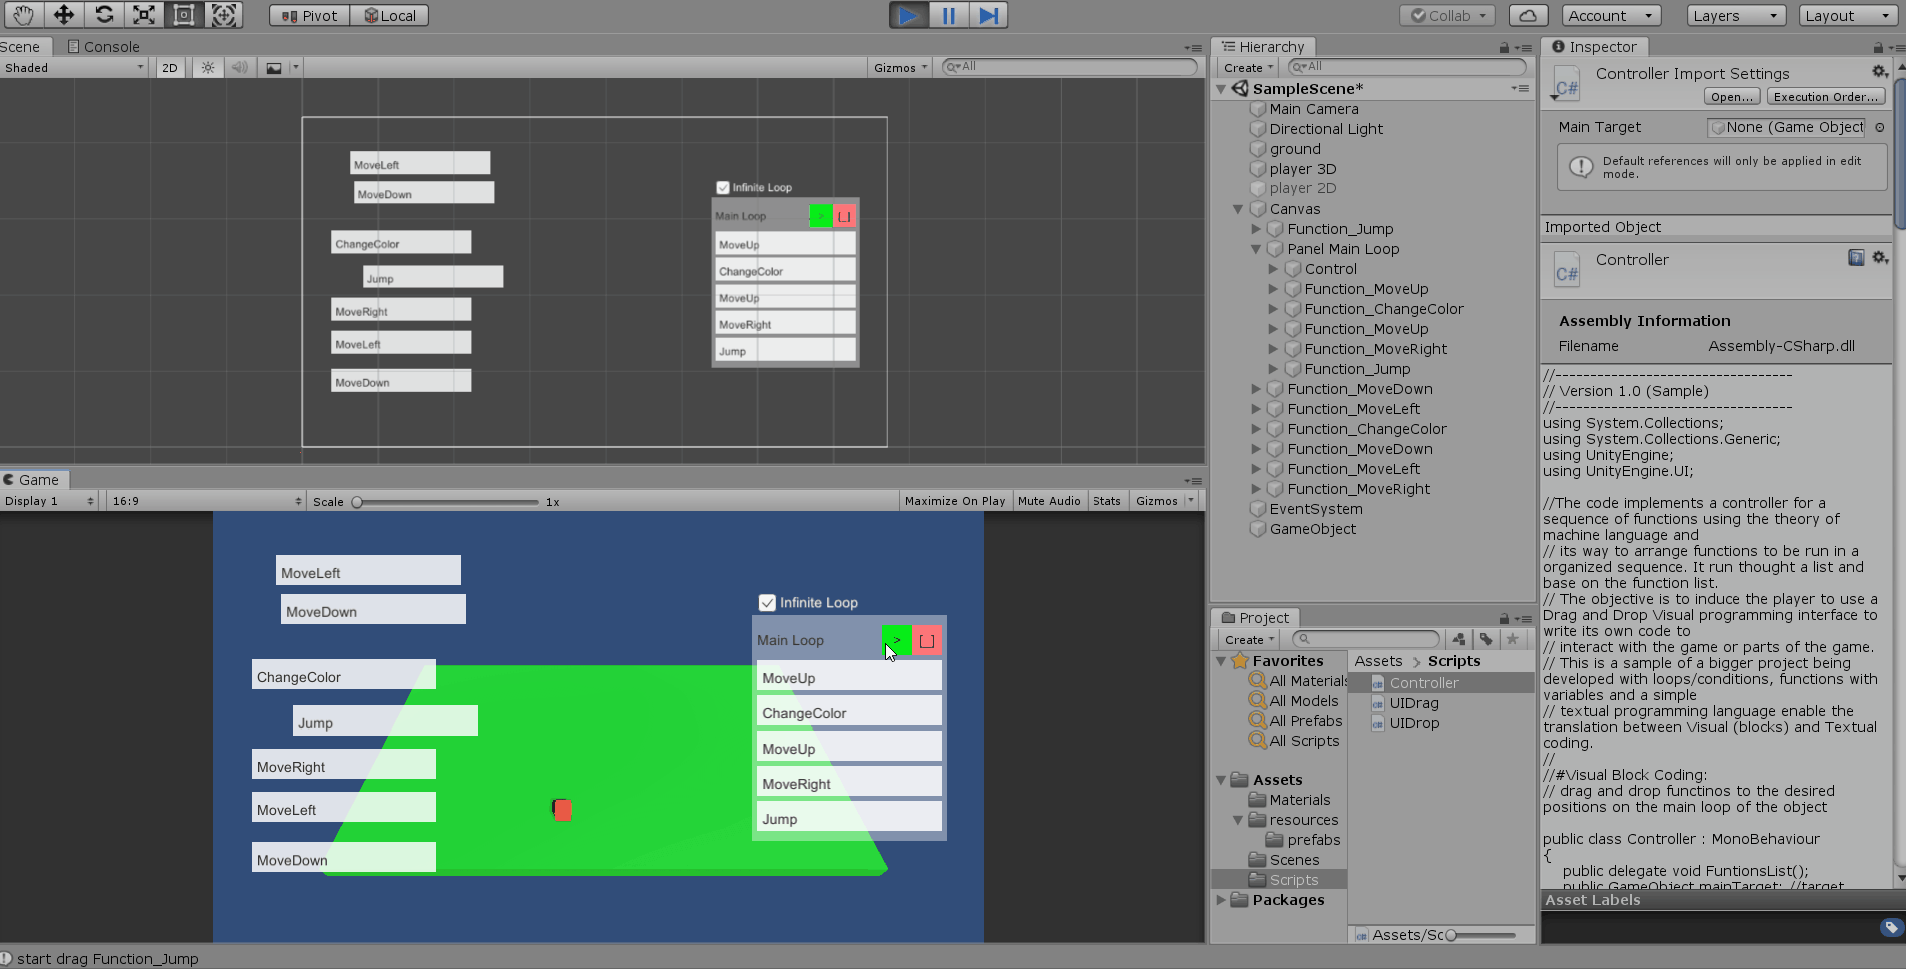 Pivot
Local
Collab
Account
Layers
Layout
Scene
Console
Shaded
2D
Gizmos
All
MoveLeft
MoveDown
ChangeColor
Jump
MoveRight
MoveLeft
MoveDown
Infinite Loop
Main Loop
>
[ ]
MoveUp
ChangeColor
MoveUp
MoveRight
Jump
Game
Display 1
16:9
Scale
1x
Maximize On Play
Mute Audio
Stats
Gizmos
MoveLeft
MoveDown
ChangeColor
Jump
MoveRight
MoveLeft
MoveDown
Infinite Loop
Main Loop
>
[ ]
MoveUp
ChangeColor
MoveUp
MoveRight
Jump
start drag Function_Jump
Hierarchy
Create
All
SampleScene*
Main Camera
Directional Light
ground
player 3D
player 2D
Canvas
Function_Jump
Panel Main Loop
Control
Function_MoveUp
Function_ChangeColor
Function_MoveUp
Function_MoveRight
Function_Jump
Function_MoveDown
Function_MoveLeft
Function_ChangeColor
Function_MoveDown
Function_MoveLeft
Function_MoveRight
EventSystem
GameObject
Project
Create
Favorites
All Materials
All Models
All Prefabs
All Scripts
Assets
Materials
resources
prefabs
Scenes
Scripts
Packages
Assets > Scripts
Controller
UIDrag
UIDrop
Assets/Sc
Inspector
C#
Controller Import Settings
Open...
Execution Order...
Main Target
None (Game Object
Default references will only be applied in edit
mode.
Imported Object
C#
Controller
Assembly Information
Filename
Assembly-CSharp.dll
//----------------------------------
// Version 1.0 (Sample)
//----------------------------------
using System.Collections;
using System.Collections.Generic;
using UnityEngine;
using UnityEngine.UI;
//The code implements a controller for a
sequence of functions using the theory of
machine language and
// its way to arrange functions to be run in a
organized sequence. It run thought a list and
base on the function list.
// The objective is to induce the player to use a
Drag and Drop Visual programming interface to
write its own code to
// interact with the game or parts of the game.
// This is a sample of a bigger project being
developed with loops/conditions, functions with
variables and a simple
// textual programming language enable the
translation between Visual (blocks) and Textual
coding.
//
//#Visual Block Coding:
// drag and drop functinos to the desired
positions on the main loop of the object
public class Controller : MonoBehaviour
{
public delegate void FuntionsList();
public GameObject mainTarget; //target
Asset Labels